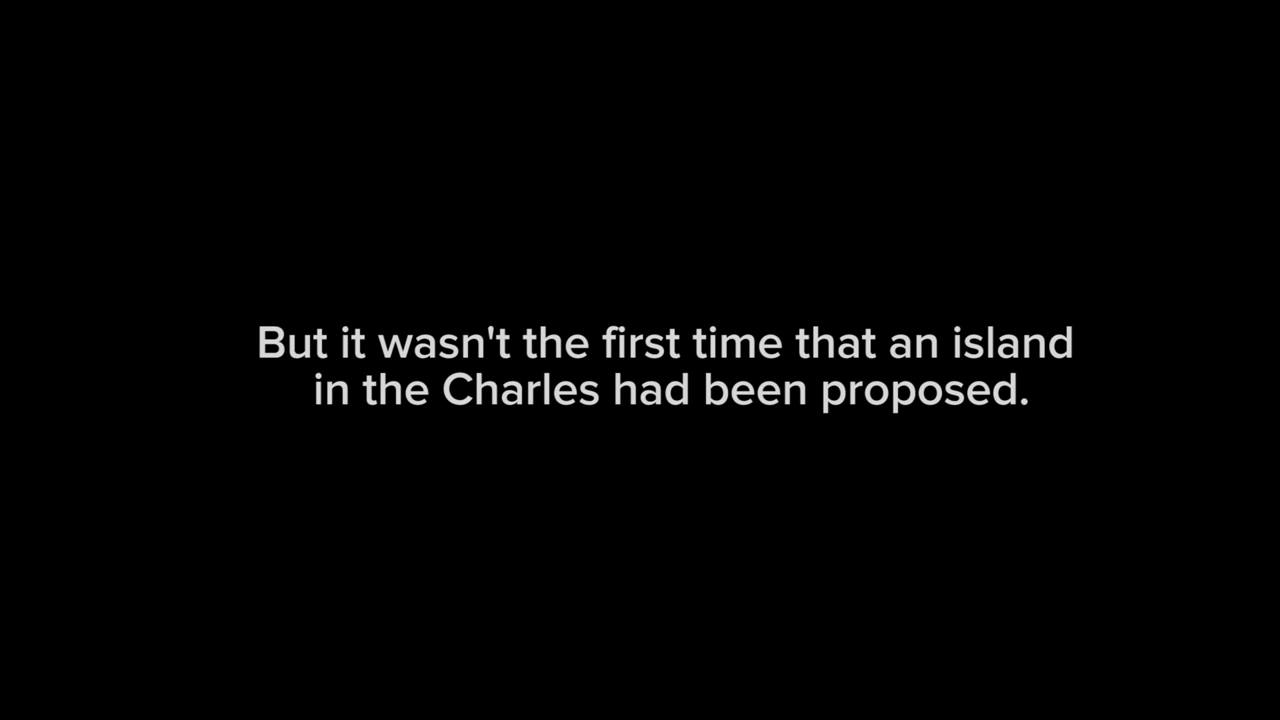 But it wasn't the first time that an island
in the Charles had been proposed.